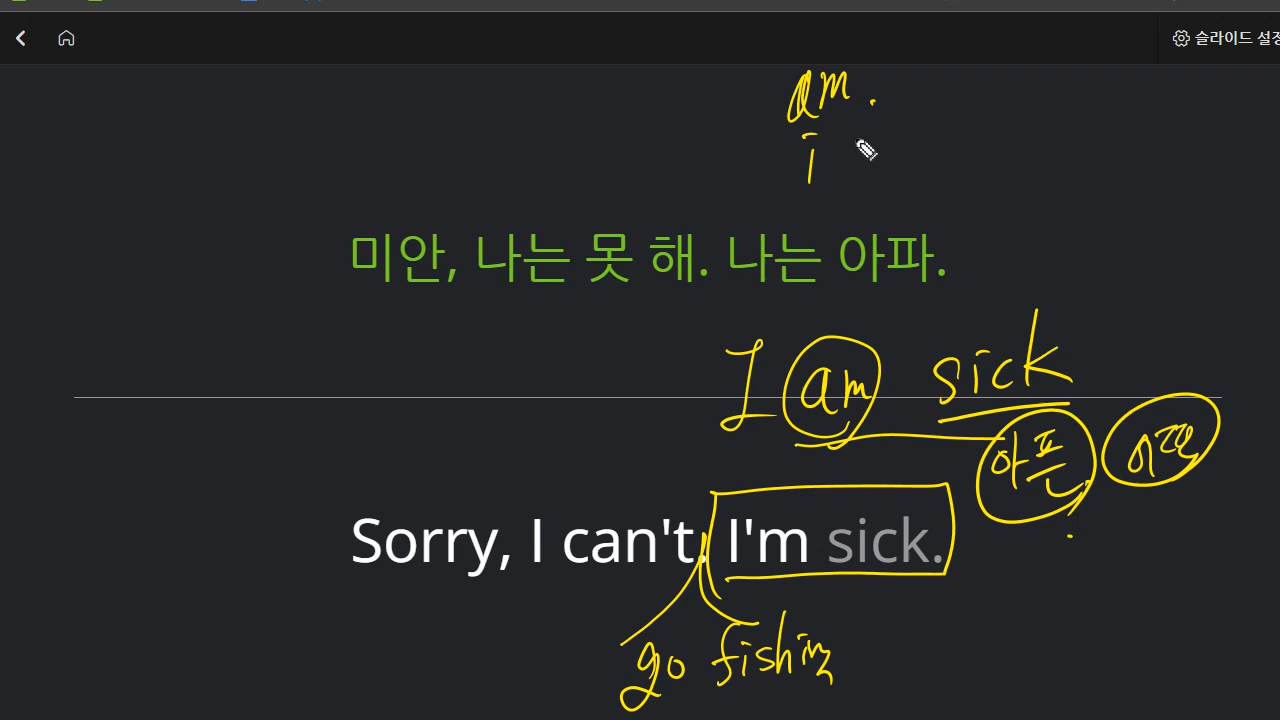 슬라이드 설정
am.
i
미안, 나는 못 해. 나는 아파.
I am sick
아픈
Sorry, I can't. I'm sick.
go fishing